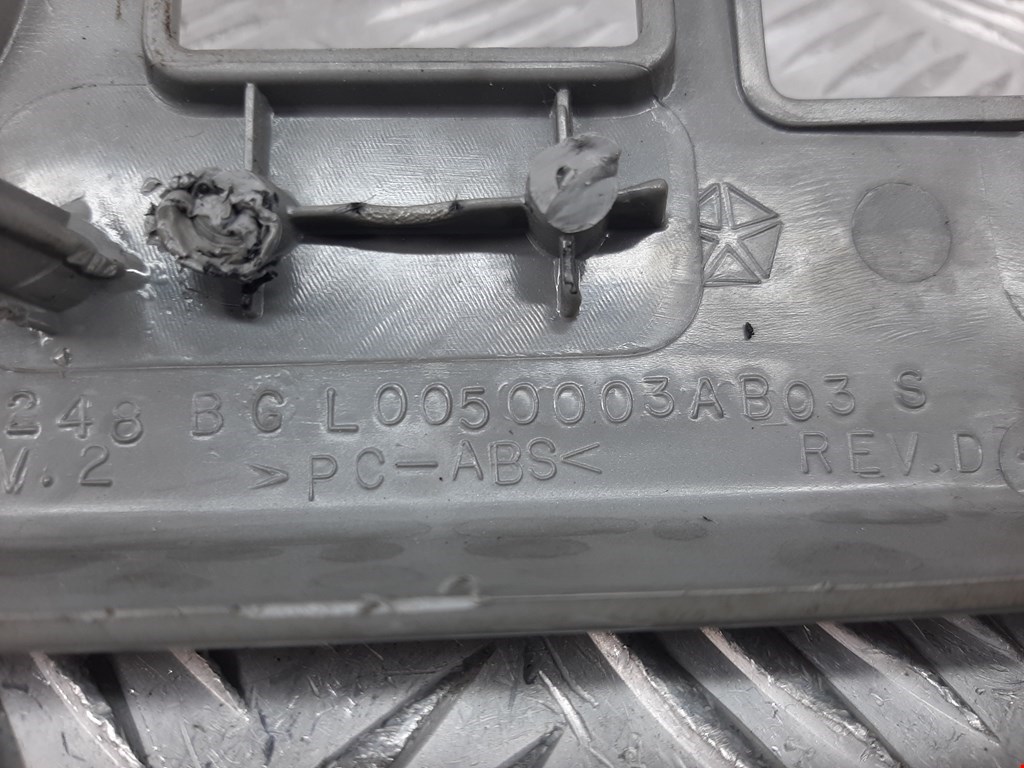 248 BG L0050003AB03 S
V.2 >PC-ABS< REV.D